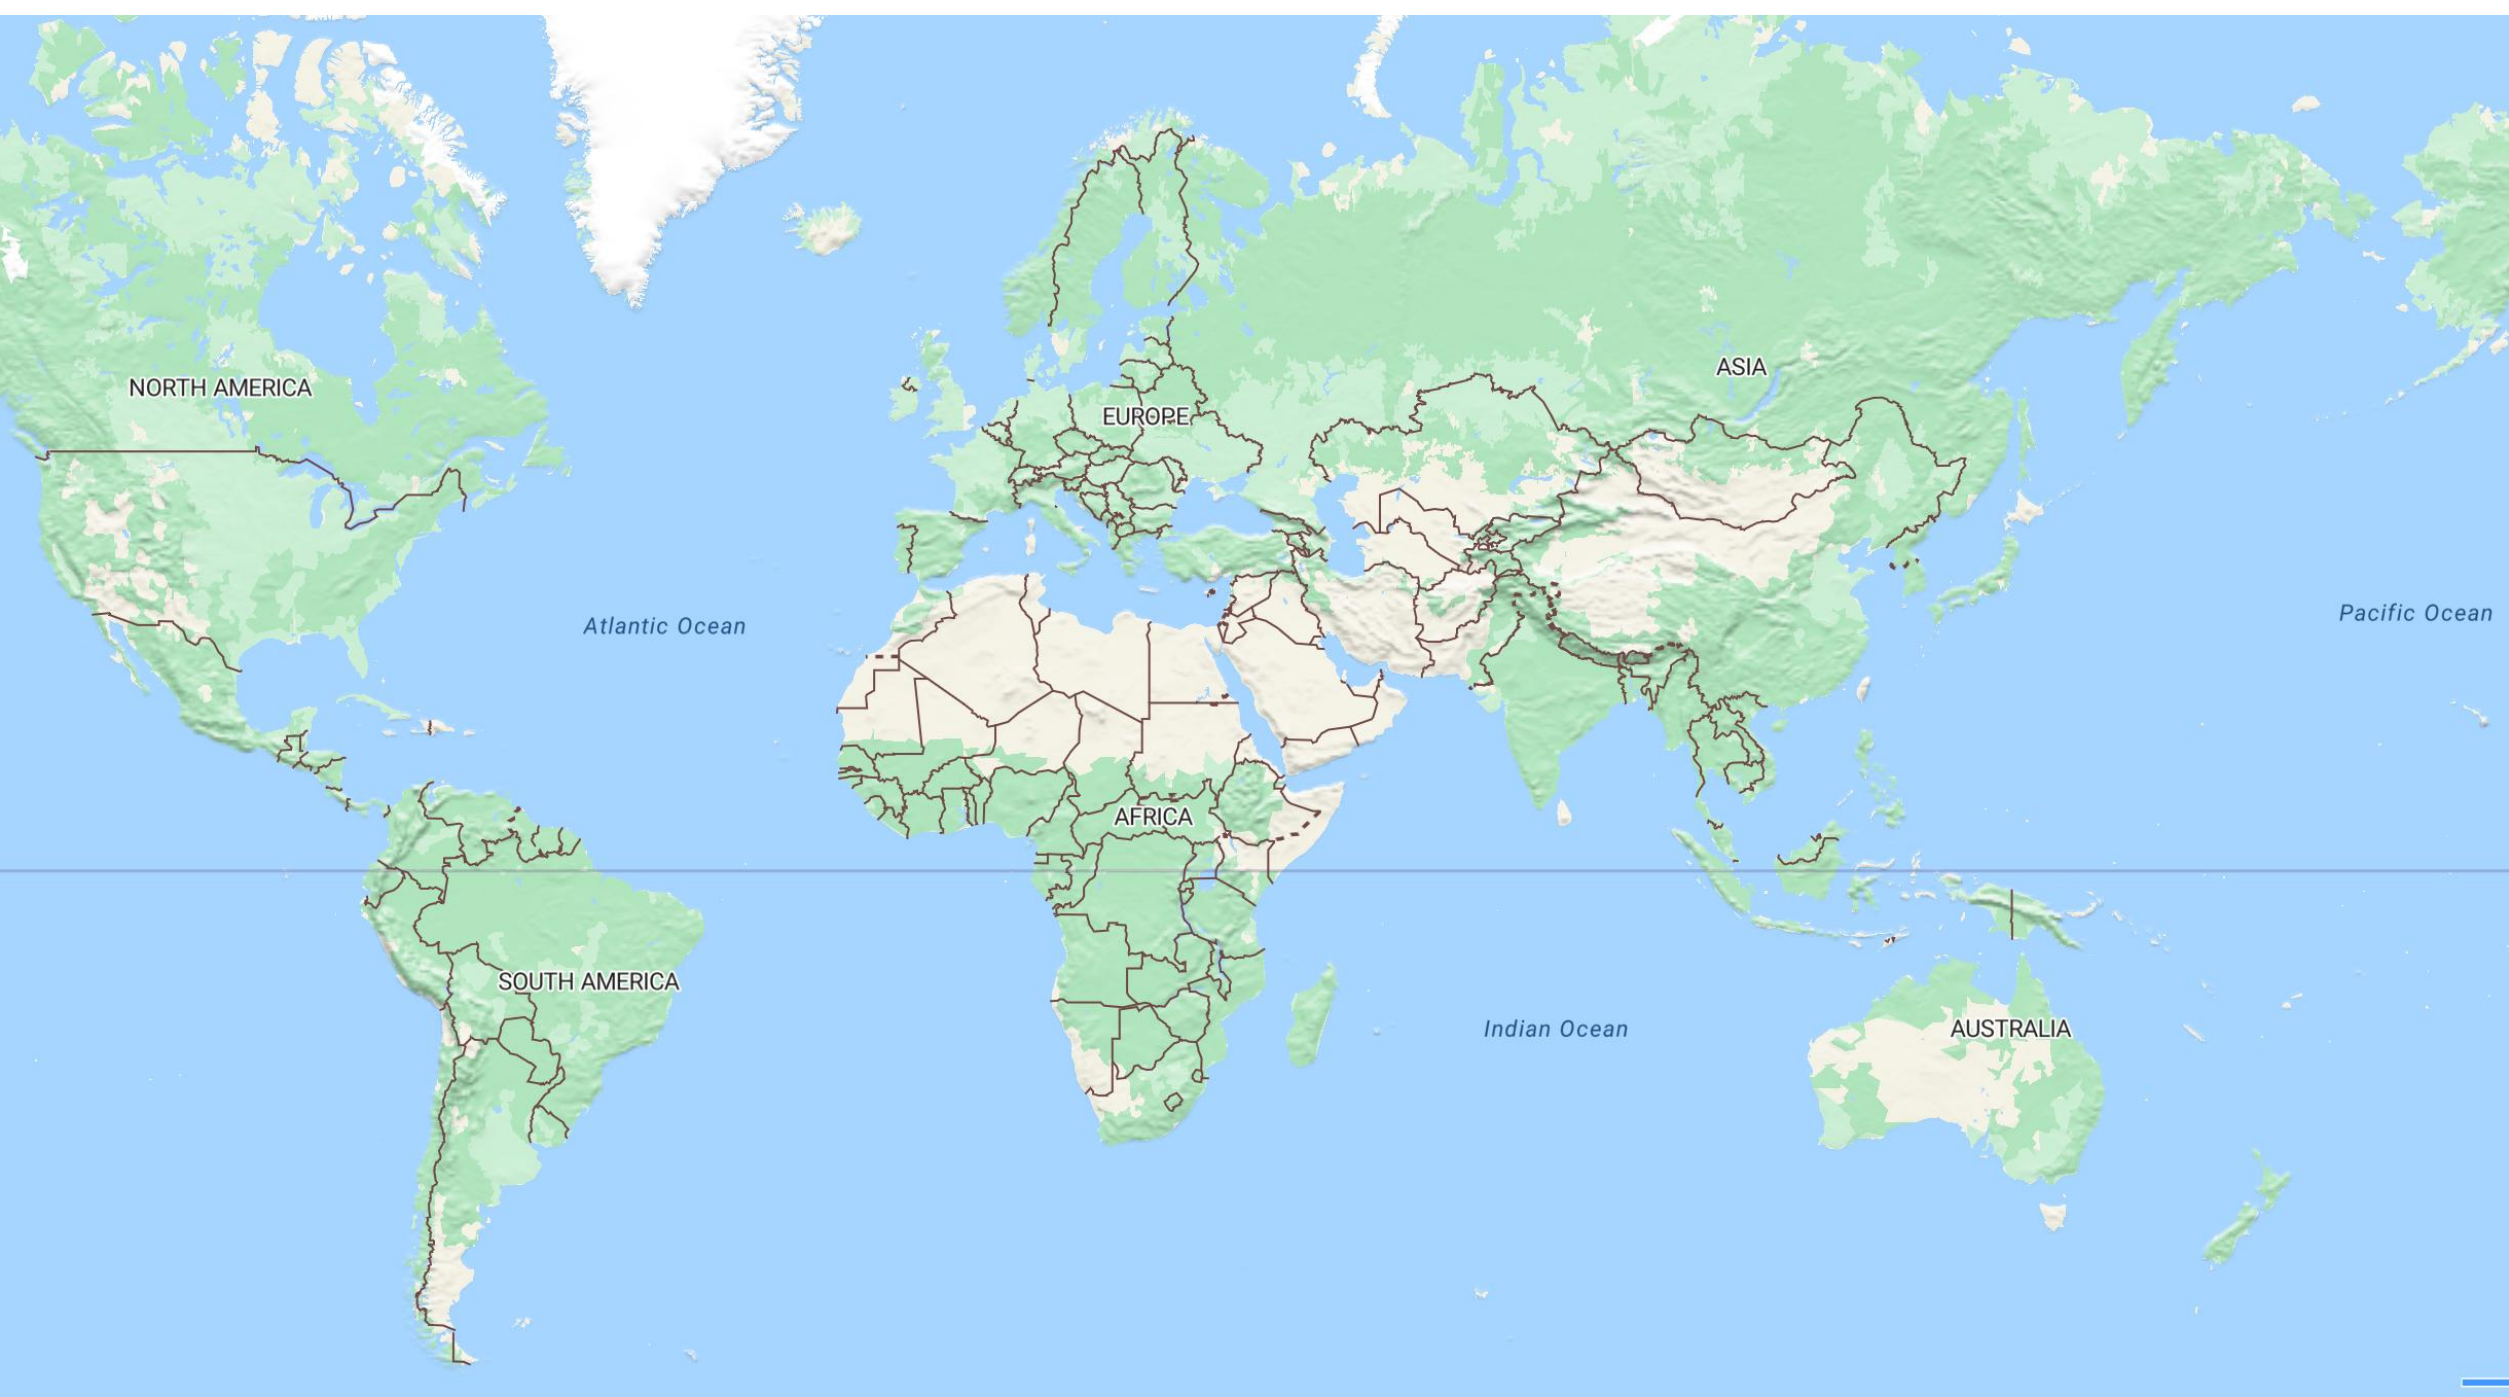 ASIA
NORTH AMERICA
EUROPE
Atlantic Ocean
Pacific Ocean
AFRICA
SOUTH AMERICA
Indian Ocean
AUSTRALIA